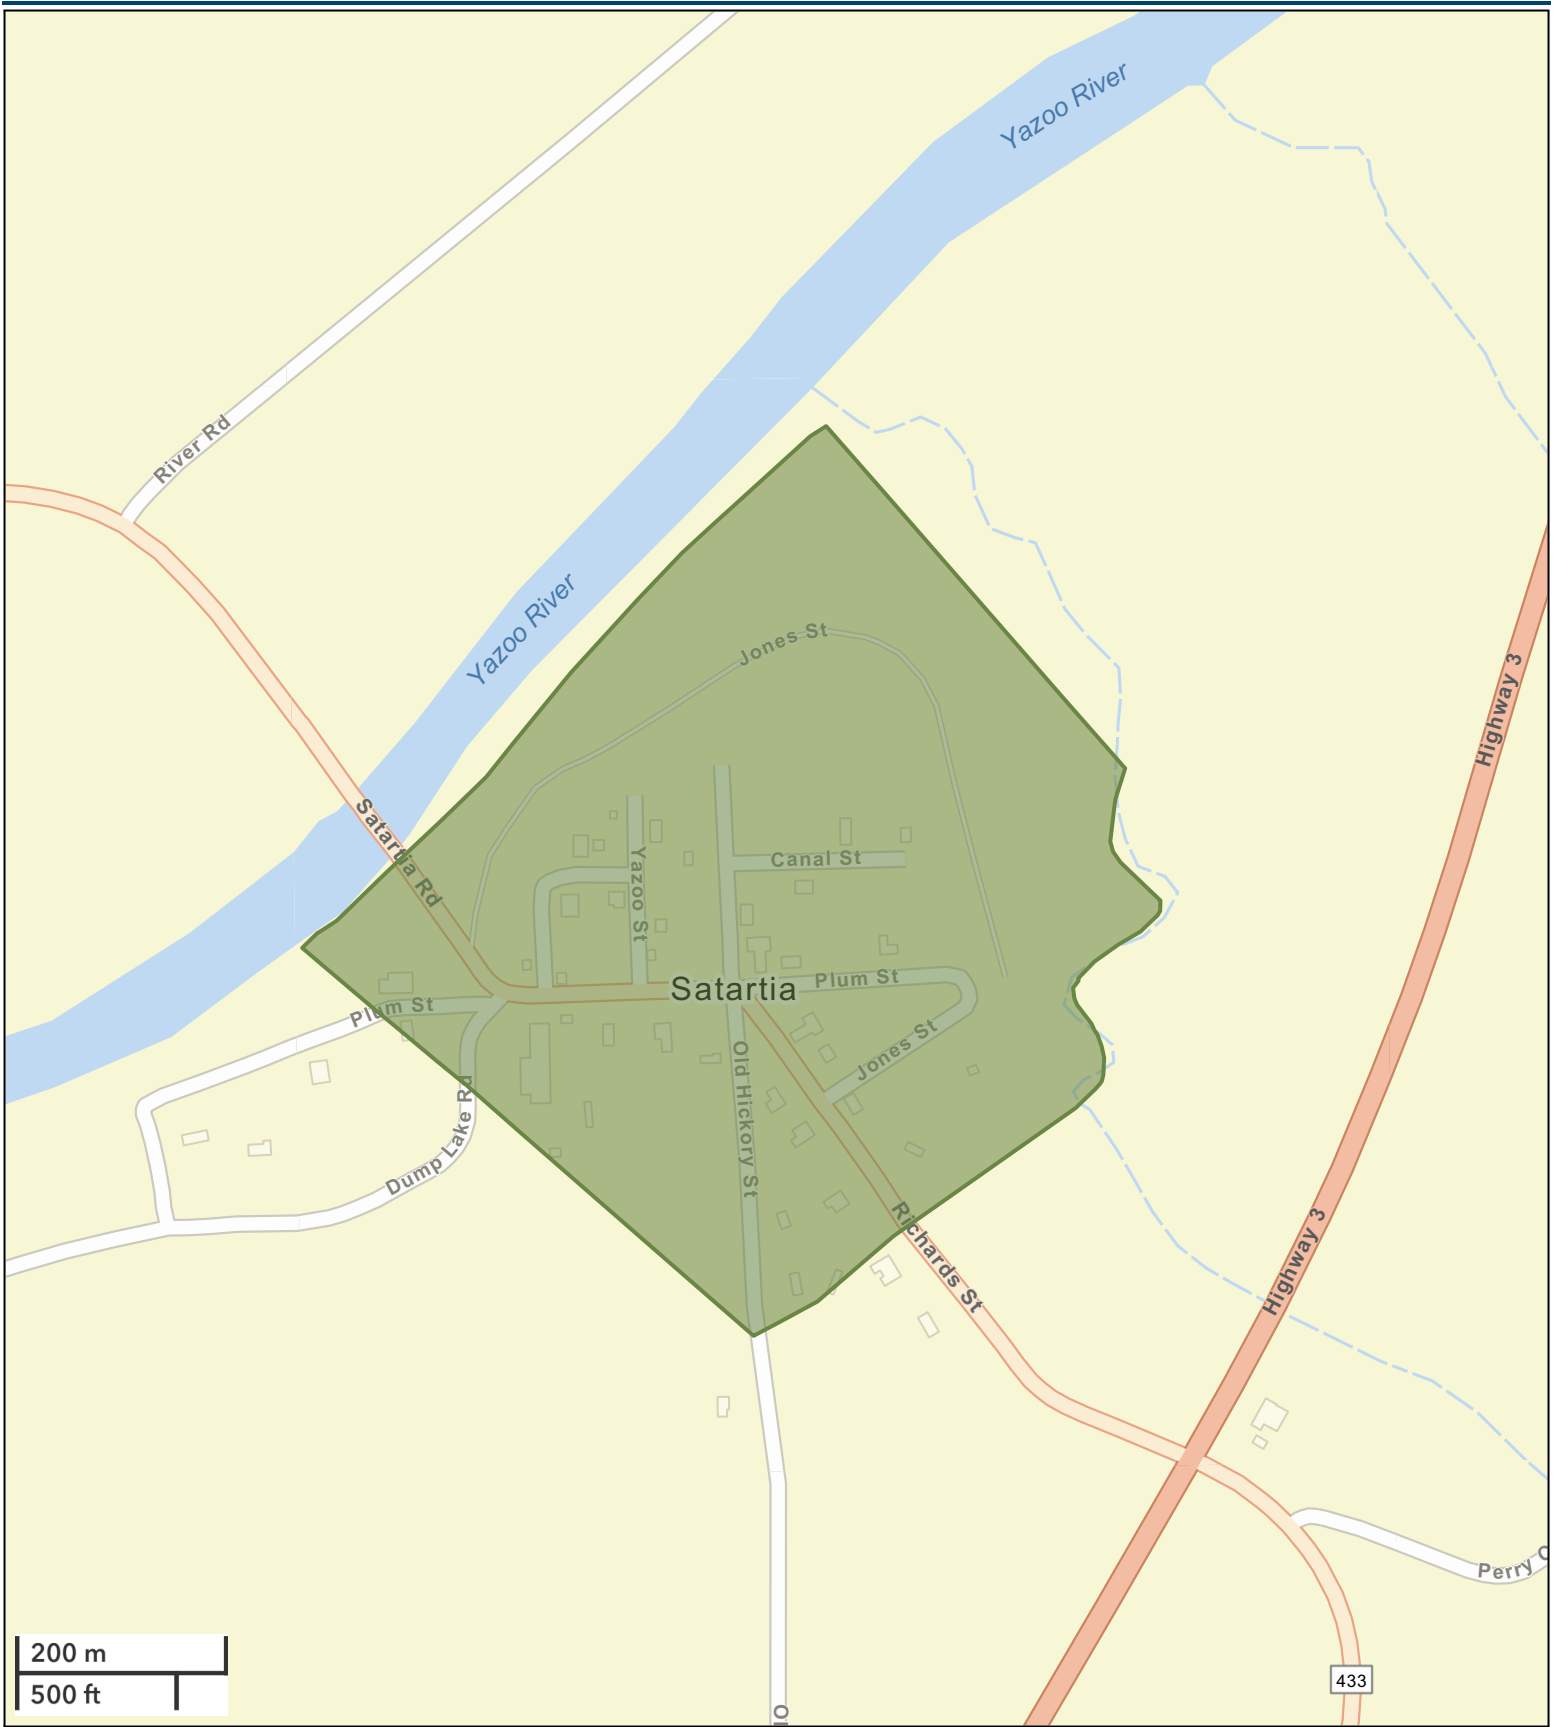 Yazoo River
River Rd
Yazoo River
Jones St
Highway 3
Satartia Rd
Yazoo St
Canal St
Satartia
Plum St
Plum St
Jones St
Old Hickory St
Dump Lake Rd
Richards St
Highway 3
Perry
200 m
500 ft
433